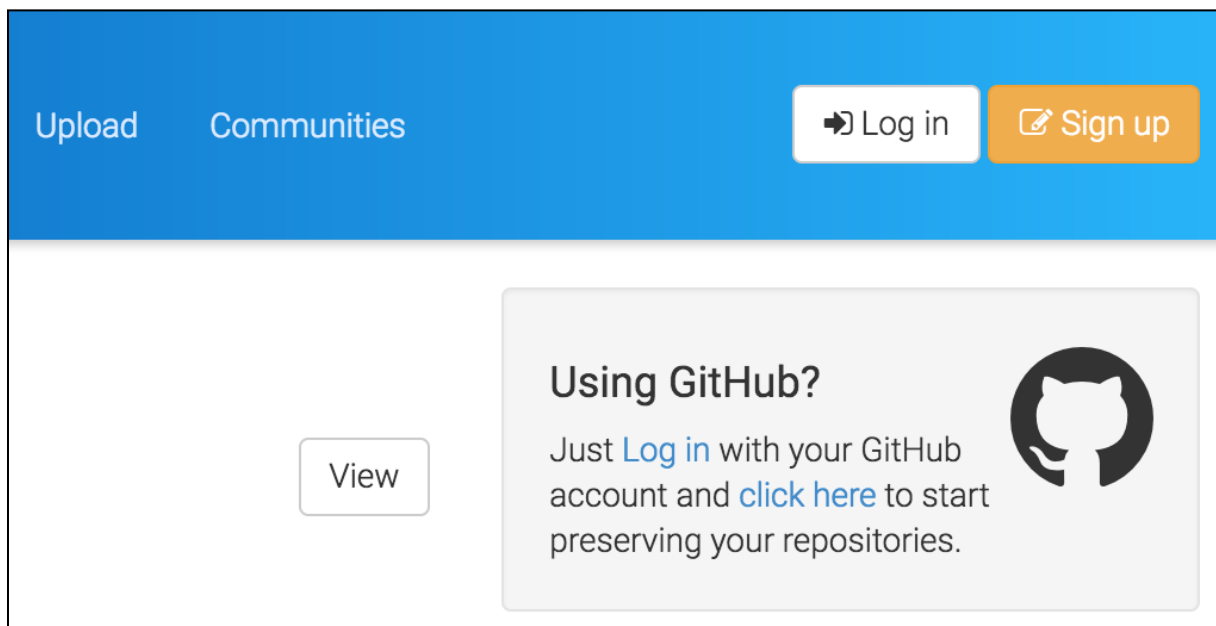 Upload
Communities
Log in
Sign up
Using GitHub?
Just Log in with your GitHub
account and click here to start
preserving your repositories.
View